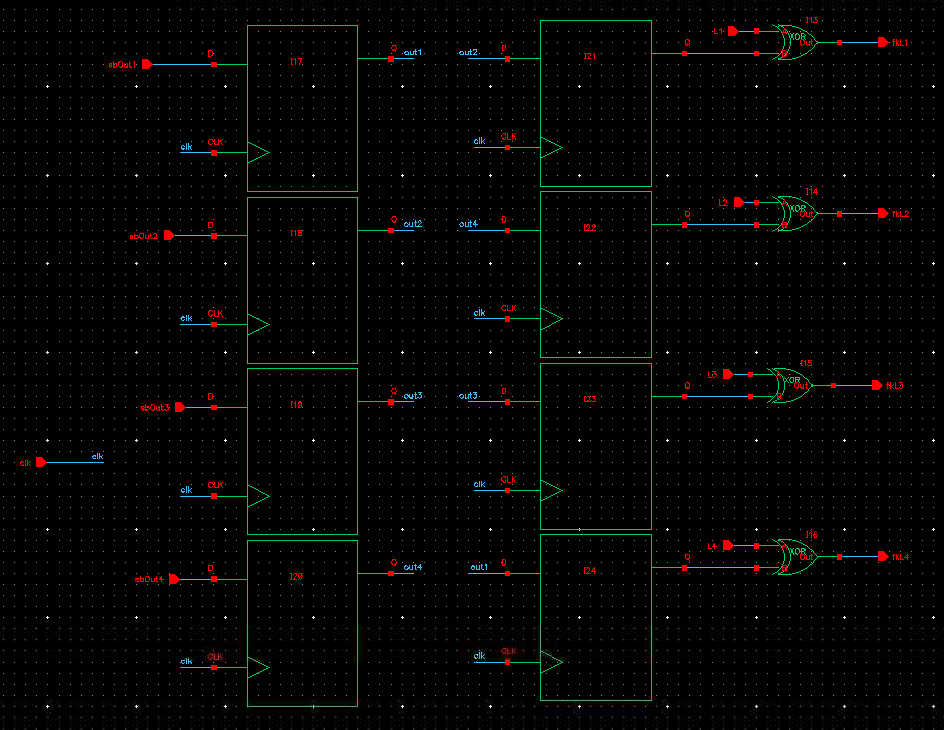 sbOut1 D I17 Q out1
clk CLK
out2 D I21 Q
clk CLK
L1 I13 XOR Out fkL1
sbOut2 D I18 Q out2
clk CLK
out4 D I22 Q
clk CLK
L2 I14 XOR Out fkL2
sbOut3 D I19 Q out3
clk CLK
out3 D I23 Q
clk CLK
L3 I15 XOR Out fkL3
clk clk
sbOut4 D I20 Q out4
clk CLK
out1 D I24 Q
clk CLK
L4 I16 XOR Out fkL4